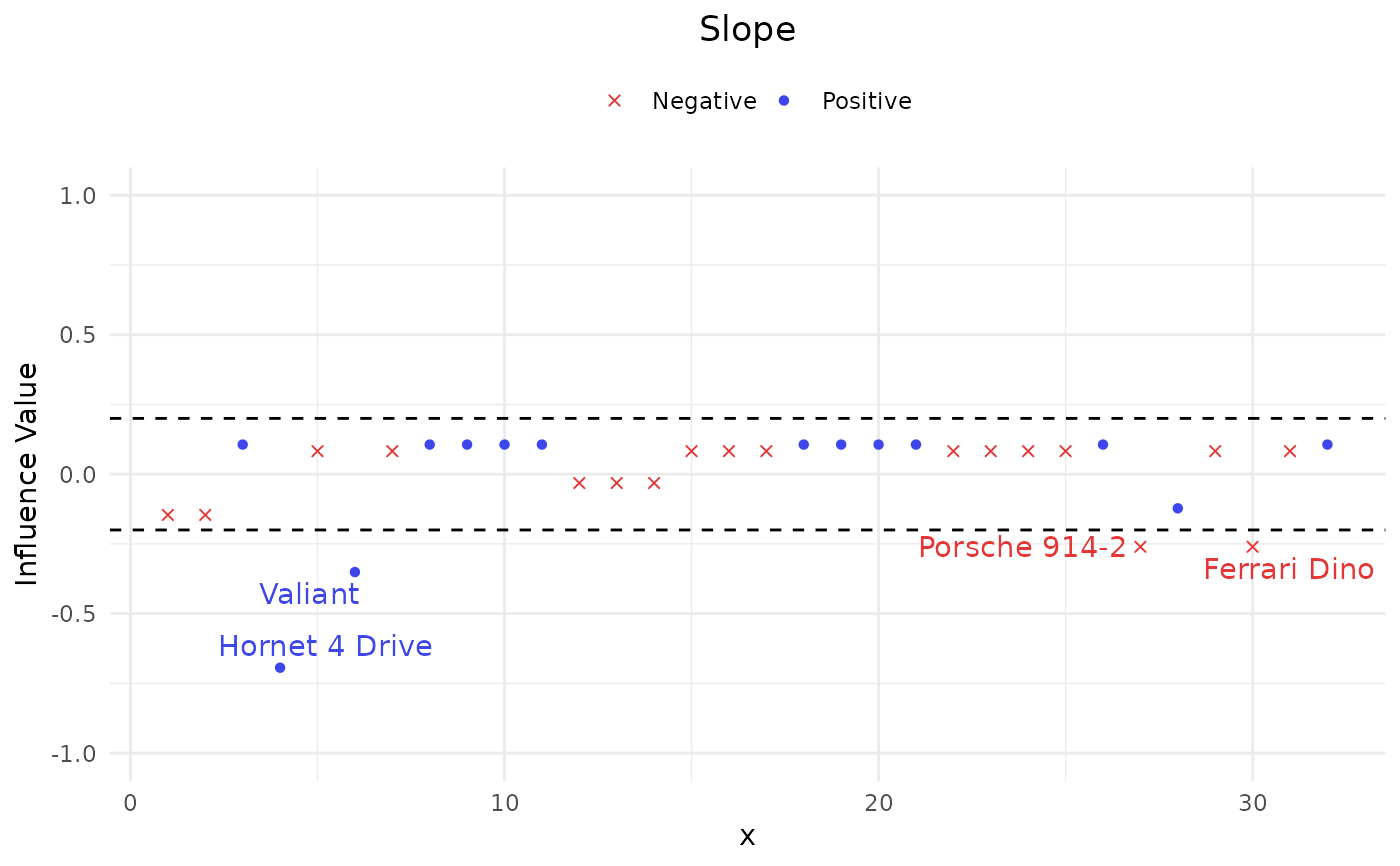 Slope
Negative Positive
1.0
0.5
0.0
-0.5
-1.0
Influence Value
Porsche 914-2
Ferrari Dino
Valiant
Hornet 4 Drive
0 10 20 30
x